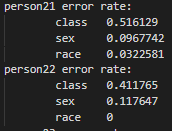 person21 error rate:
class 0.516129
sex 0.0967742
race 0.0322581
person22 error rate:
class 0.411765
sex 0.117647
race 0